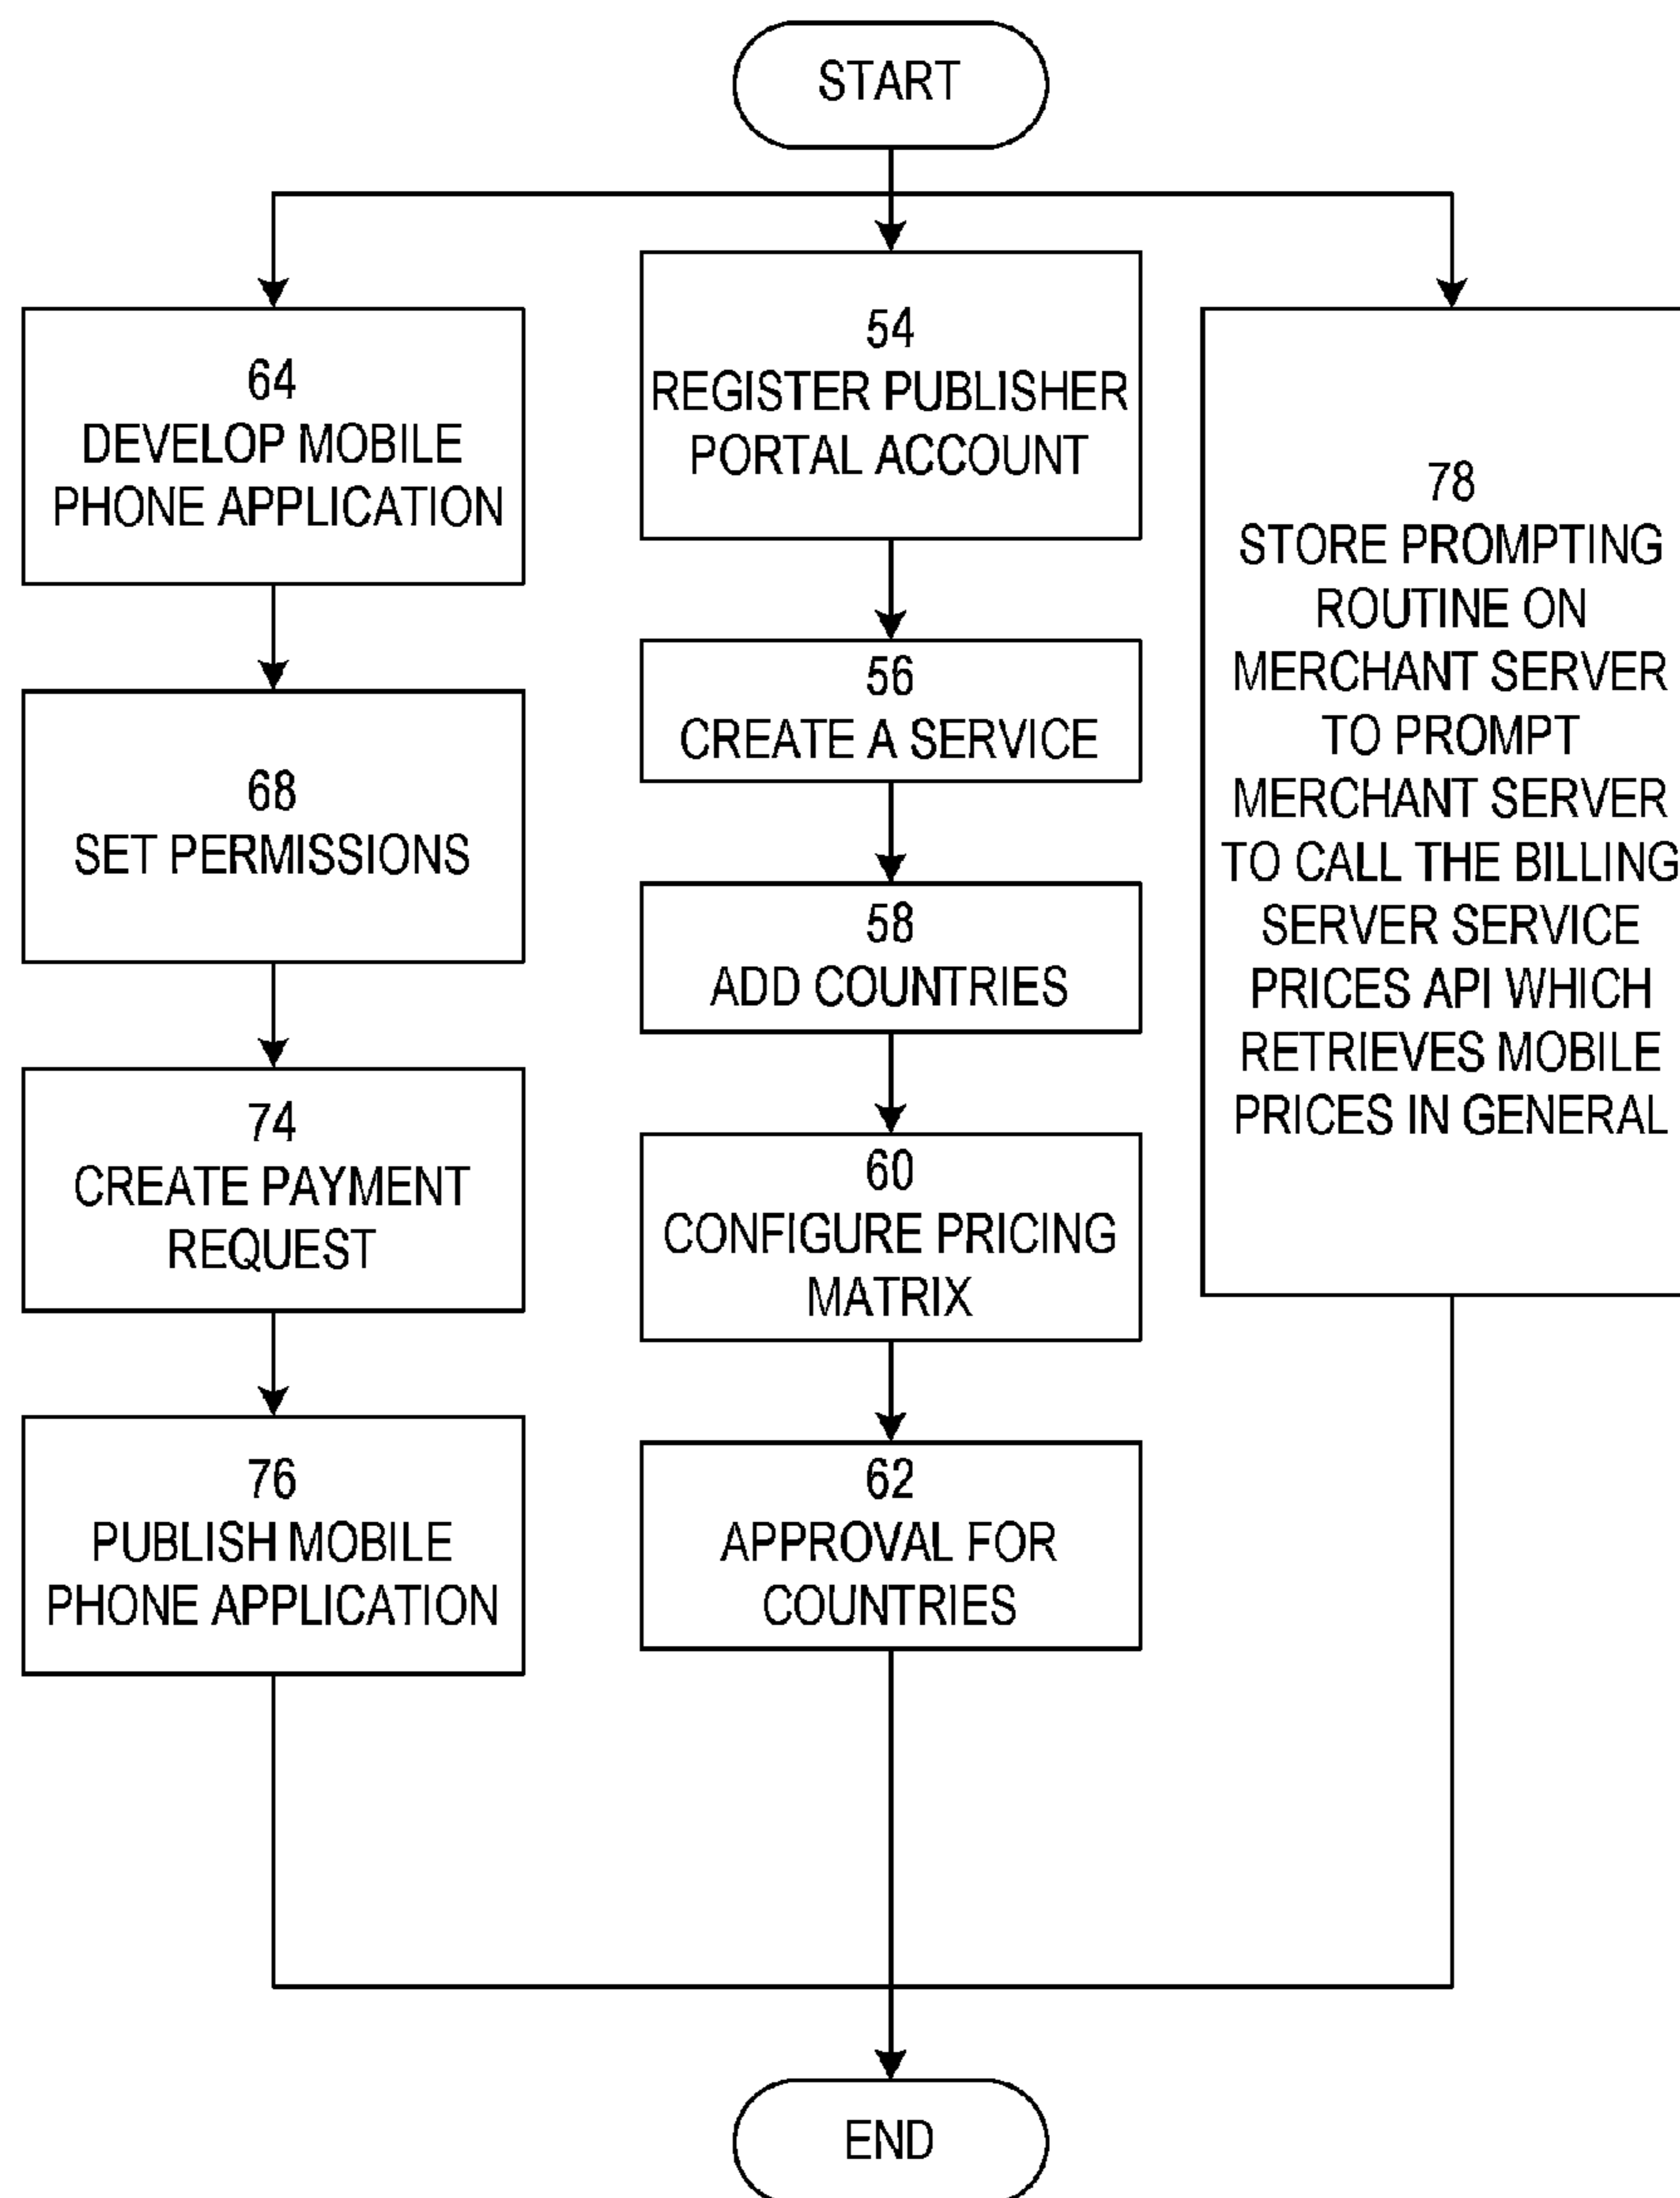 START
64
DEVELOP MOBILE
PHONE APPLICATION
68
SET PERMISSIONS
74
CREATE PAYMENT
REQUEST
76
PUBLISH MOBILE
PHONE APPLICATION
54
REGISTER PUBLISHER
PORTAL ACCOUNT
56
CREATE A SERVICE
58
ADD COUNTRIES
60
CONFIGURE PRICING
MATRIX
62
APPROVAL FOR
COUNTRIES
78
STORE PROMPTING
ROUTINE ON
MERCHANT SERVER
TO PROMPT
MERCHANT SERVER
TO CALL THE BILLING
SERVER SERVICE
PRICES API WHICH
RETRIEVES MOBILE
PRICES IN GENERAL
END